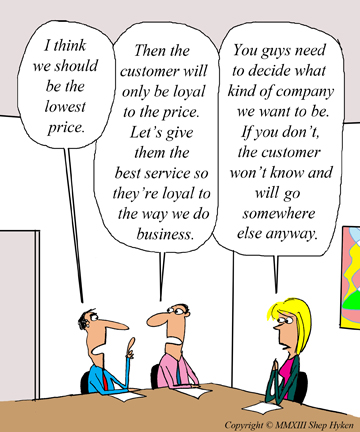 I think
we should
be the
lowest
price.
Then the
customer will
only be loyal
to the price.
Let's give
them the
best service so
they're loyal to
the way we do
business.
You guys need
to decide what
kind of company
we want to be.
If you don't,
the customer
won't know and
will go
somewhere
else anyway.
Copyright © MMXIII Shep Hyken